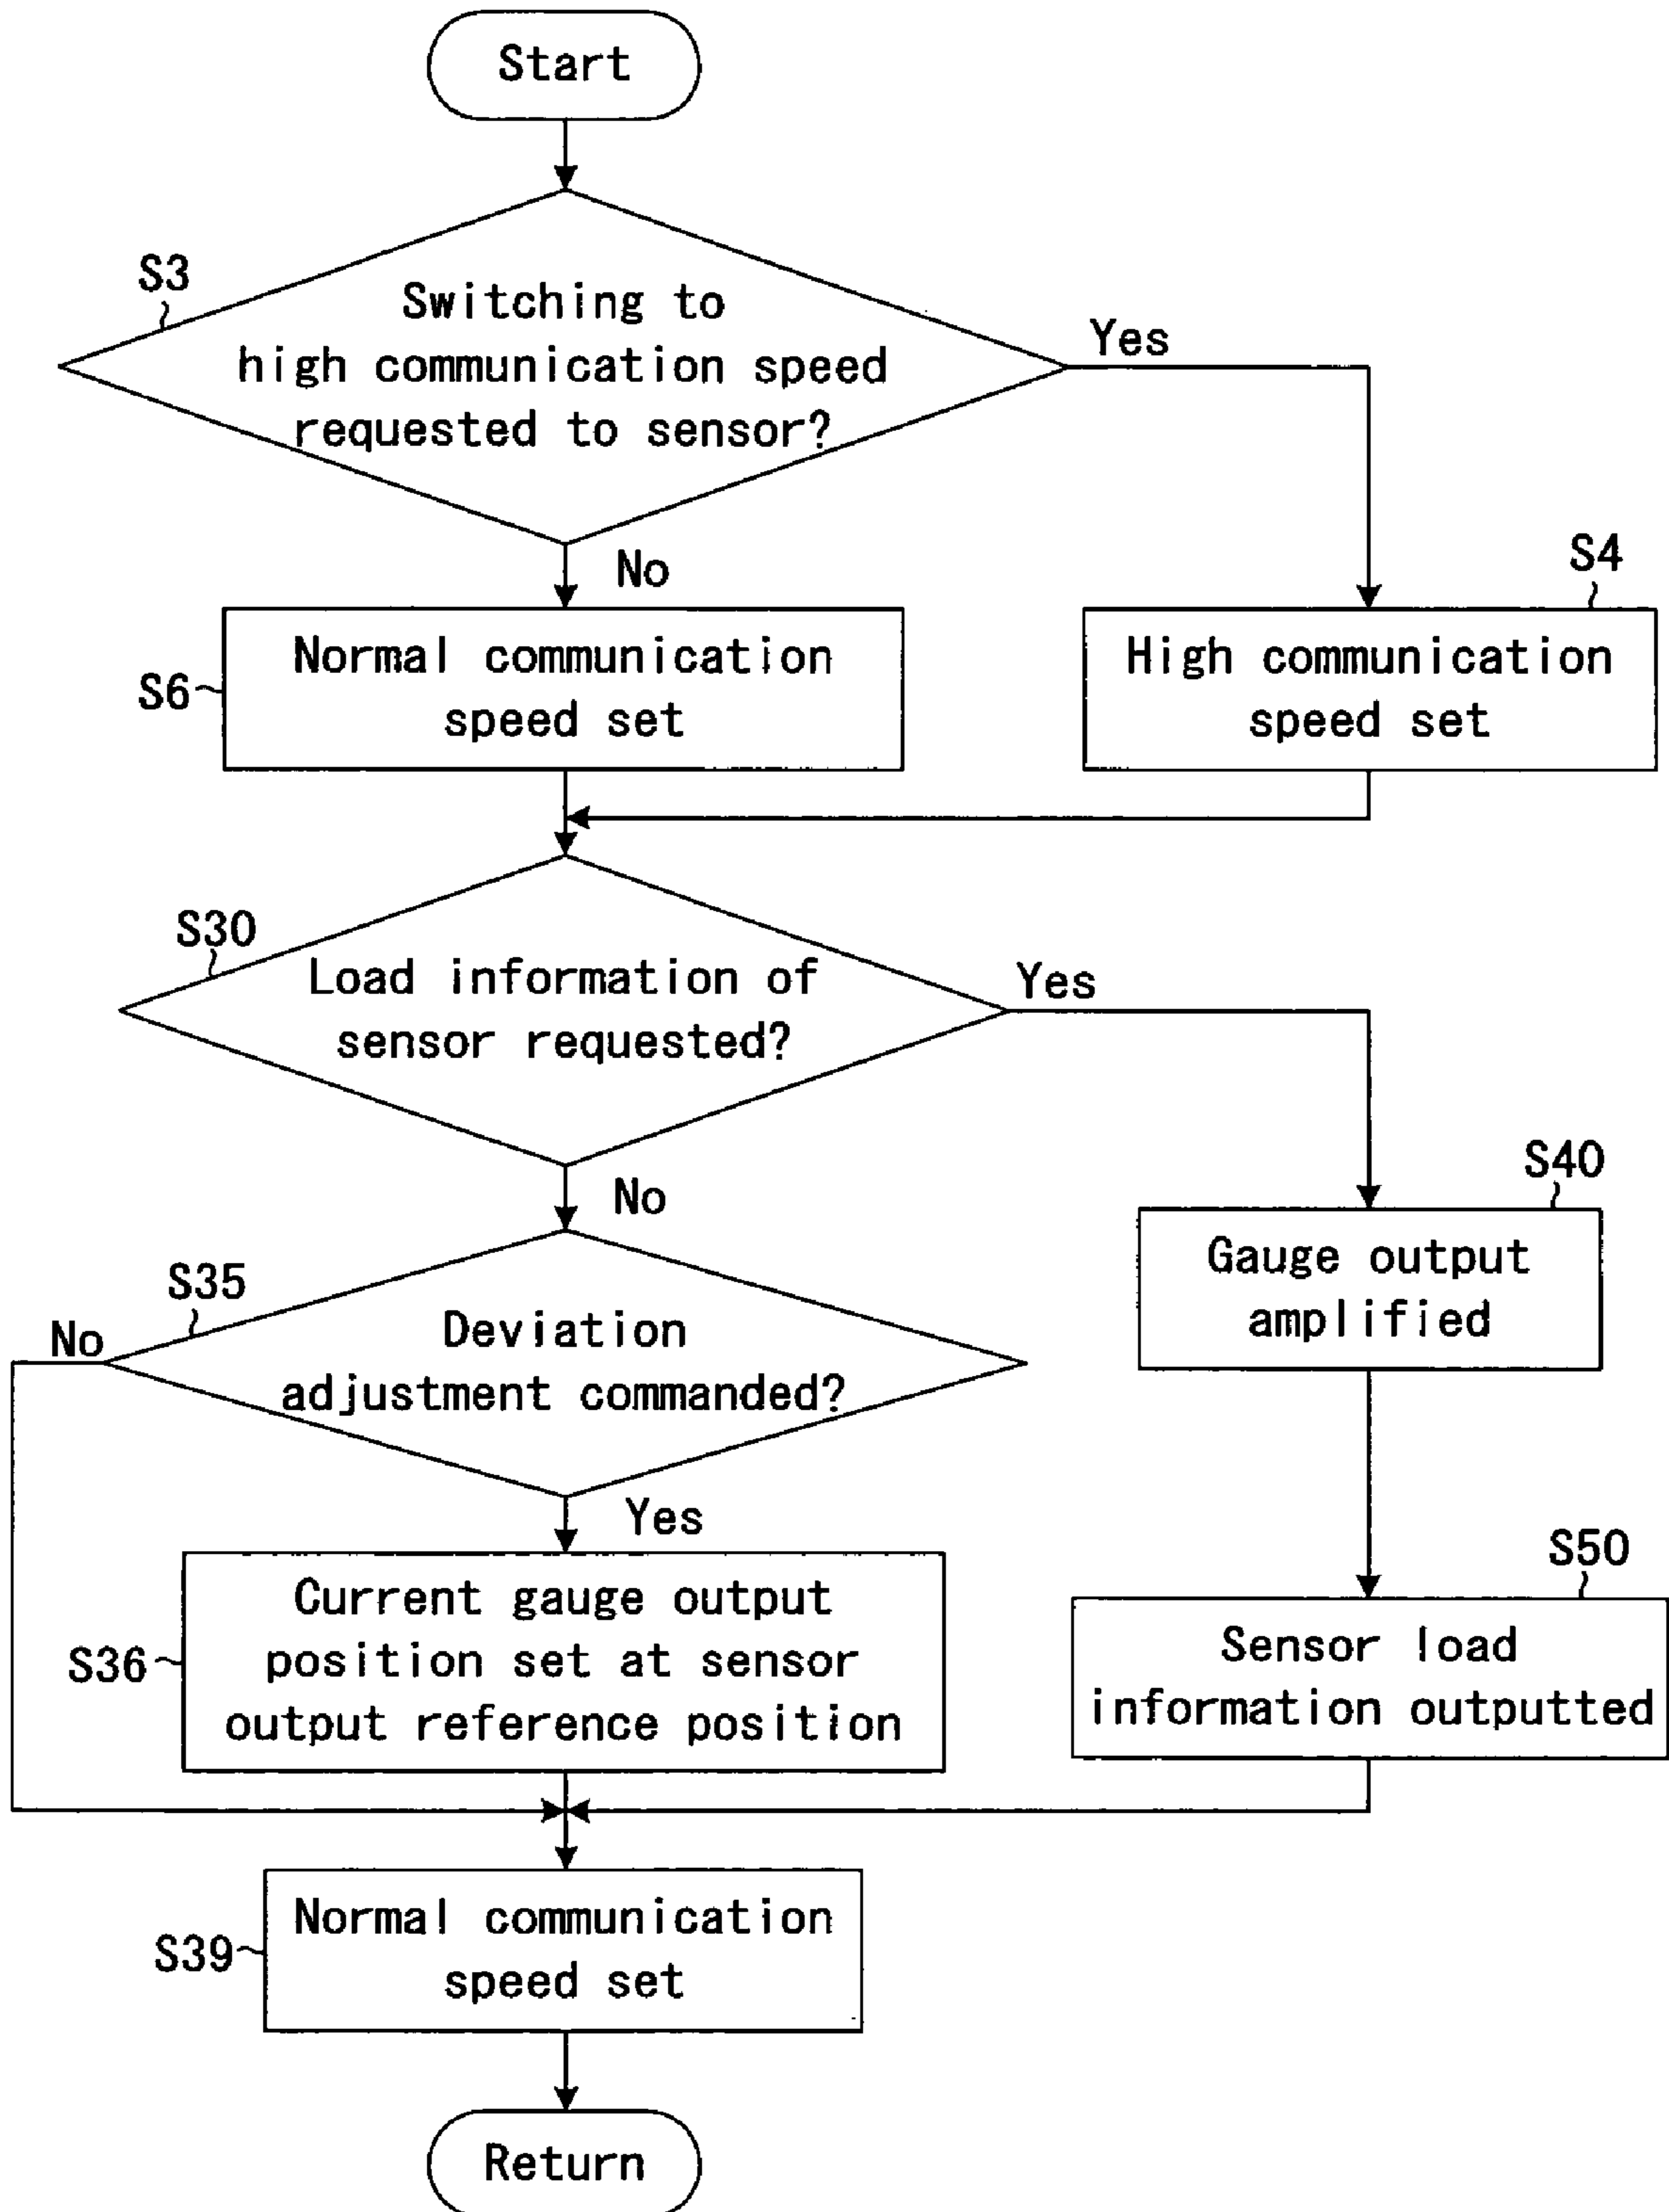 Start
S3
Switching to
high communication speed
requested to sensor?
Yes
No
S4
S6
Normal communication
speed set
High communication
speed set
S30
Load information of
sensor requested?
Yes
No
S40
Gauge output
amplified
S35
No
Deviation
adjustment commanded?
Yes
S36
Current gauge output
position set at sensor
output reference position
S50
Sensor load
information outputted
S39
Normal communication
speed set
Return